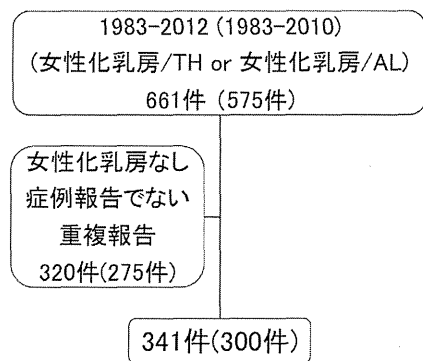 1983-2012 (1983-2010)
(女性化乳房/TH or 女性化乳房/AL)
661件 (575件)
女性化乳房なし
症例報告でない
重複報告
320件(275件)
341件(300件)